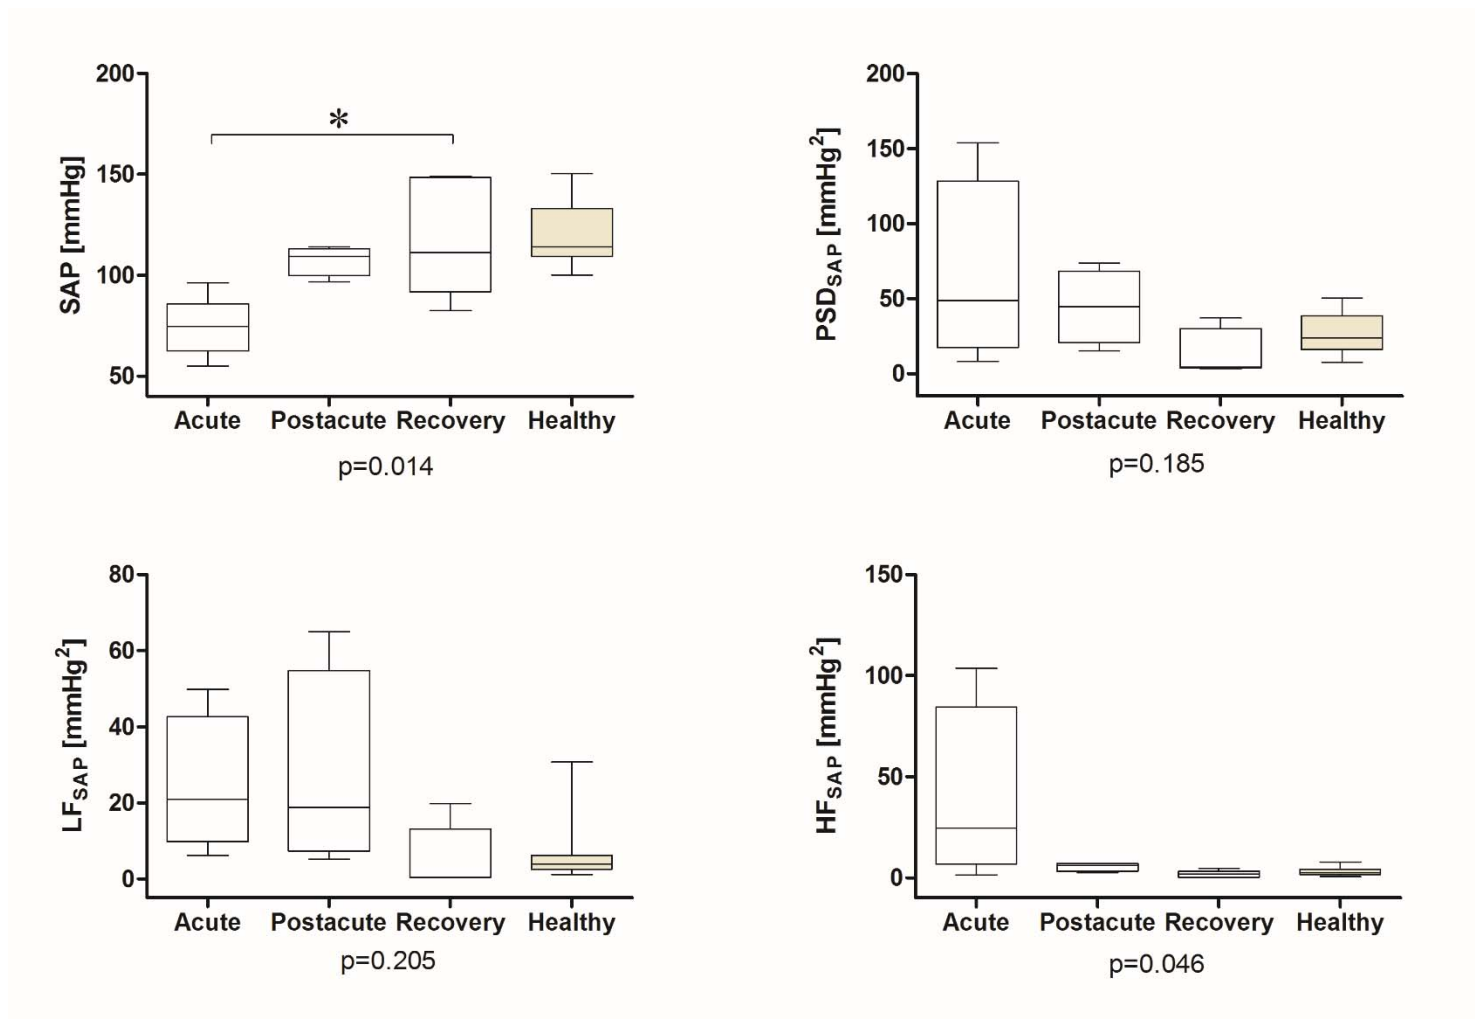 SAP [mmHg]
200
150
100
50
*
Acute Postacute Recovery Healthy
p=0.014
PSDSAP [mmHg2]
200
150
100
50
0
Acute Postacute Recovery Healthy
p=0.185
LFSAP [mmHg2]
80
60
40
20
0
Acute Postacute Recovery Healthy
p=0.205
HFSAP [mmHg2]
150
100
50
0
Acute Postacute Recovery Healthy
p=0.046